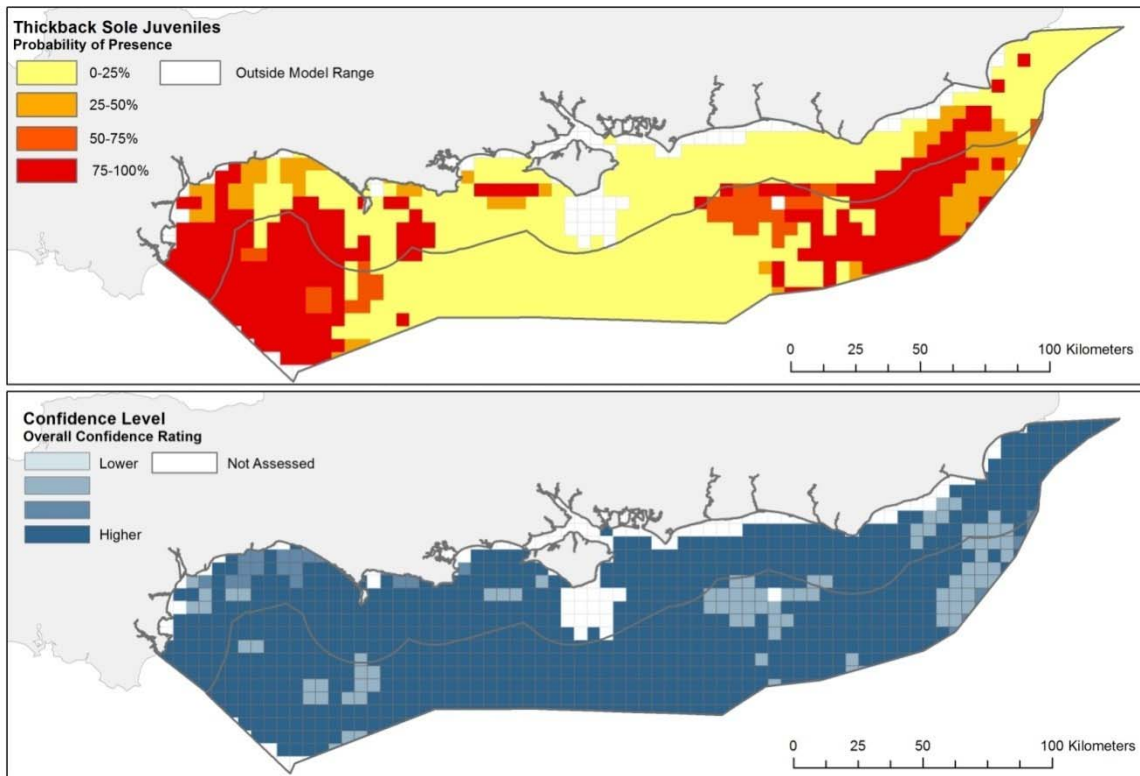 Thickback Sole Juveniles
Probability of Presence
0-25% Outside Model Range
25-50%
50-75%
75-100%
0 25 50 100 Kilometers
Confidence Level
Overall Confidence Rating
Lower Not Assessed
Higher
0 25 50 100 Kilometers